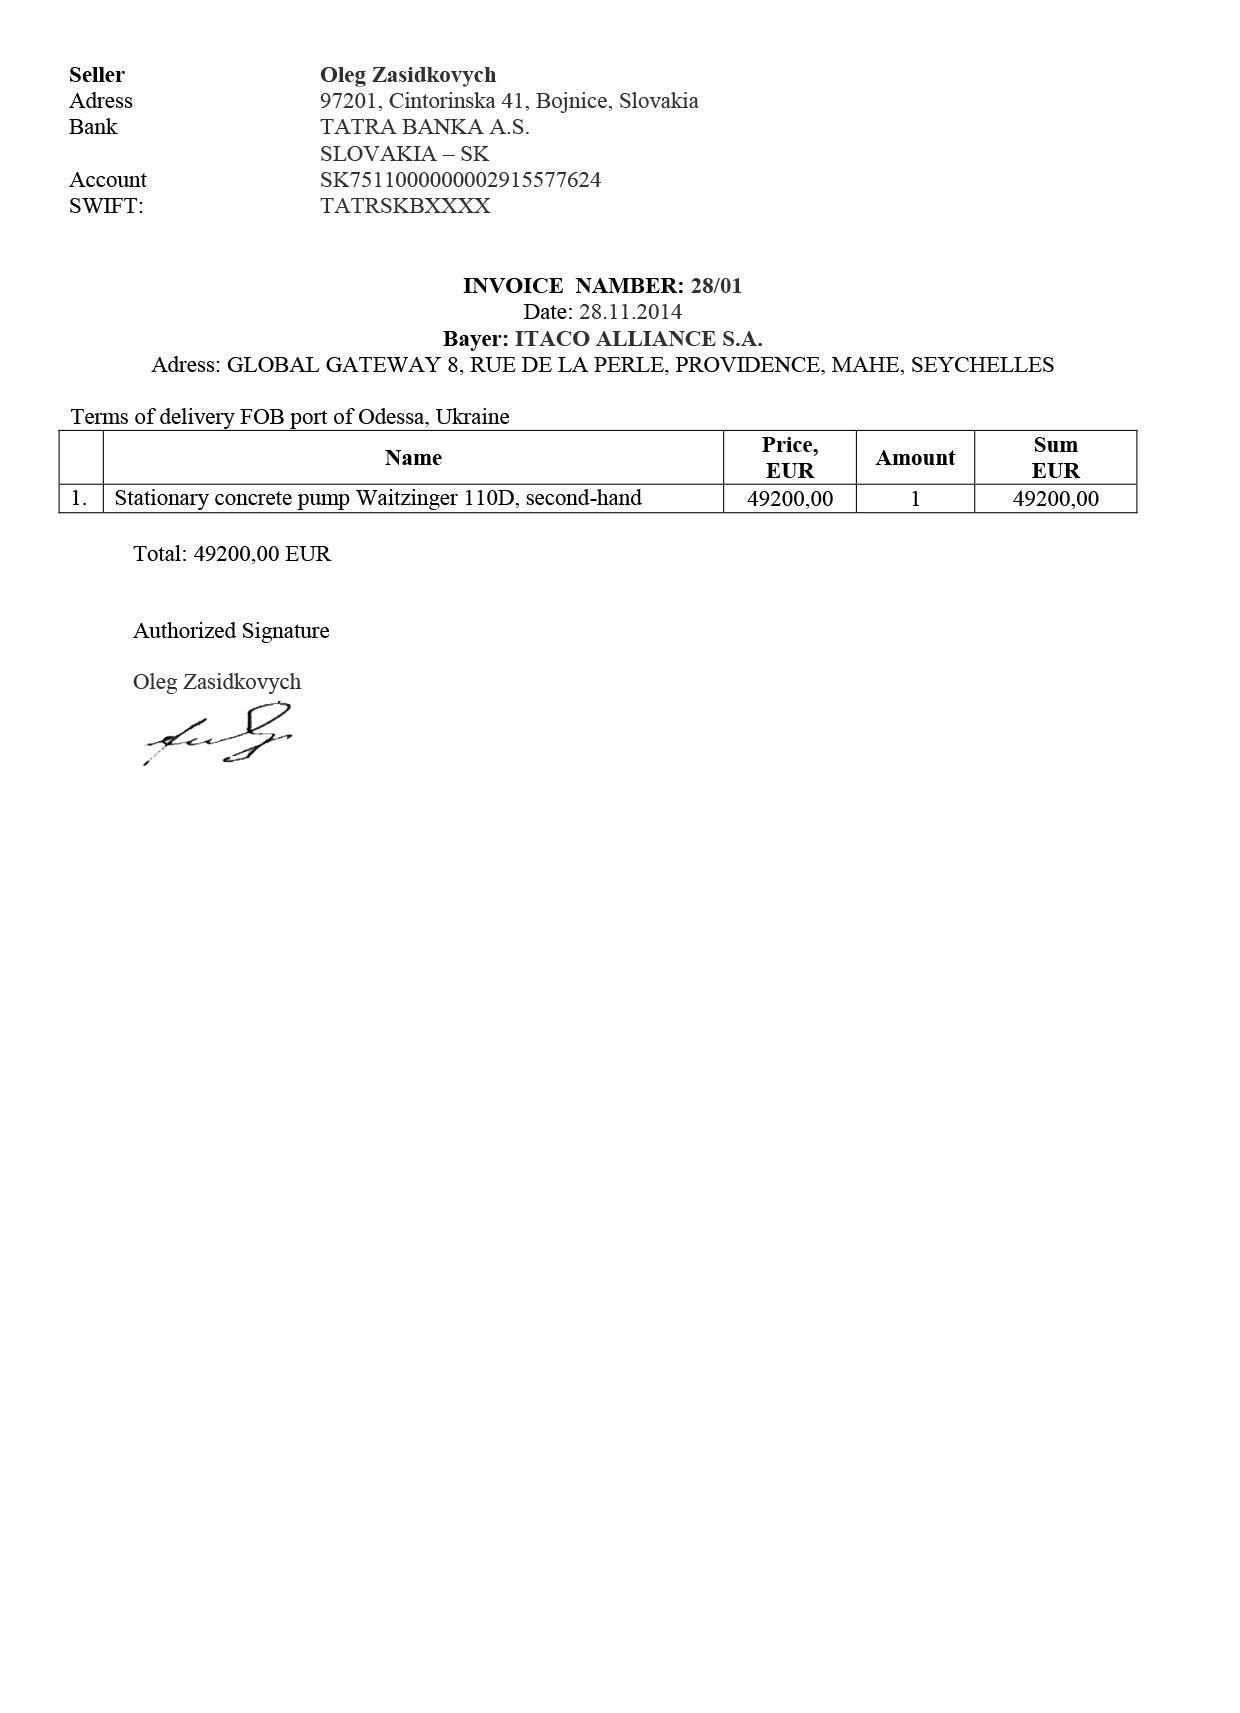 Seller Oleg Zasidkovych
Adress 97201, Cintorinska 41, Bojnice, Slovakia
Bank TATRA BANKA A.S.
SLOVAKIA – SK
Account SK7511000000002915577624
SWIFT: TATRSKBXXXX
INVOICE NAMBER: 28/01
Date: 28.11.2014
Bayer: ITACO ALLIANCE S.A.
Adress: GLOBAL GATEWAY 8, RUE DE LA PERLE, PROVIDENCE, MAHE, SEYCHELLES
Terms of delivery FOB port of Odessa, Ukraine
Name Price, EUR Amount Sum EUR
1. Stationary concrete pump Waitzinger 110D, second-hand 49200,00 1 49200,00
Total: 49200,00 EUR
Authorized Signature
Oleg Zasidkovych